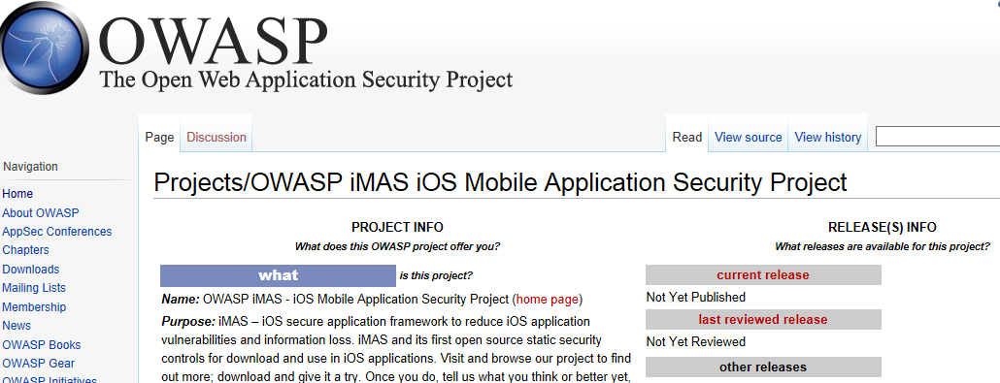 OWASP
The Open Web Application Security Project
Page
Discussion
Read
View source
View history
Navigation
Home
About OWASP
AppSec Conferences
Chapters
Downloads
Mailing Lists
Membership
News
OWASP Books
OWASP Gear
OWASP Initiatives
Projects/OWASP iMAS iOS Mobile Application Security Project
PROJECT INFO
What does this OWASP project offer you?
what is this project?
Name: OWASP iMAS - iOS Mobile Application Security Project (home page)
Purpose: iMAS – iOS secure application framework to reduce iOS application
vulnerabilities and information loss. iMAS and its first open source static security
controls for download and use in iOS applications. Visit and browse our project to find
out more; download and give it a try. Once you do, tell us what you think or better yet,
RELEASE(S) INFO
What releases are available for this project?
current release
Not Yet Published
last reviewed release
Not Yet Reviewed
other releases